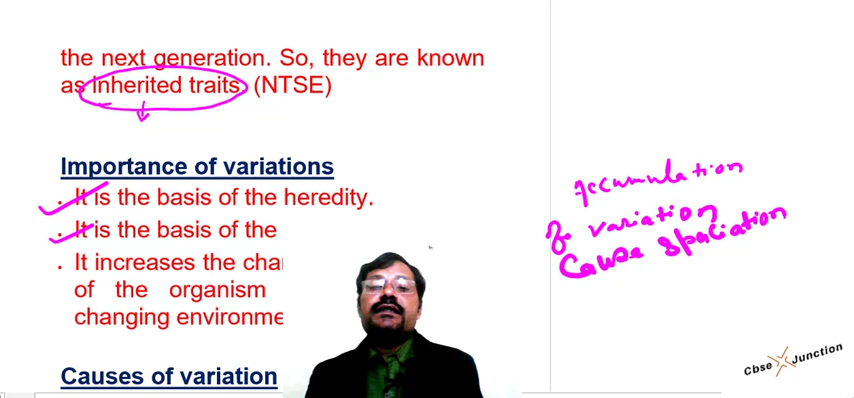 the next generation. So, they are known
as inherited traits. (NTSE)
Importance of variations
. It is the basis of the heredity.
. It is the basis of the
. It increases the cha
of the organism
changing environme
Causes of variation
Accumulation
of variation
Cause spaciation
Cbse Junction